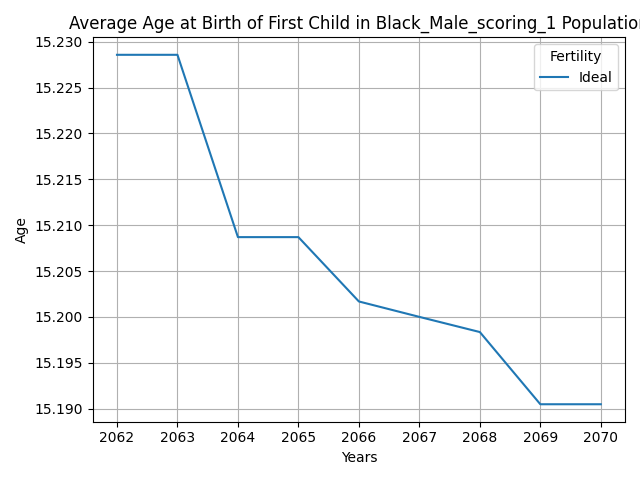 Average Age at Birth of First Child in Black_Male_scoring_1 Population
15.230
15.225
15.220
15.215
15.210
15.205
15.200
15.195
15.190
Age
Fertility
Ideal
2062 2063 2064 2065 2066 2067 2068 2069 2070
Years